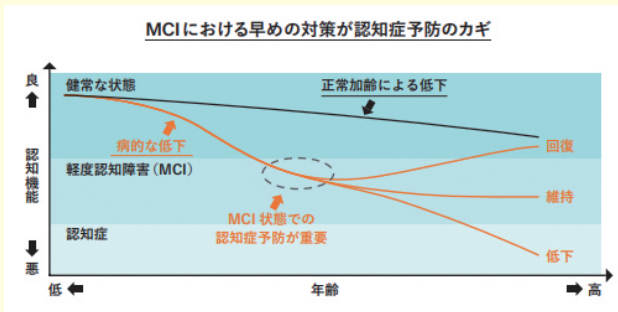 MCIにおける早めの対策が認知症予防のカギ
良
健常な状態
正常加齢による低下
病的な低下
回復
認知機能
軽度認知障害（MCI）
維持
MCI 状態での
認知症予防が重要
認知症
低下
悪
低
年齢
高